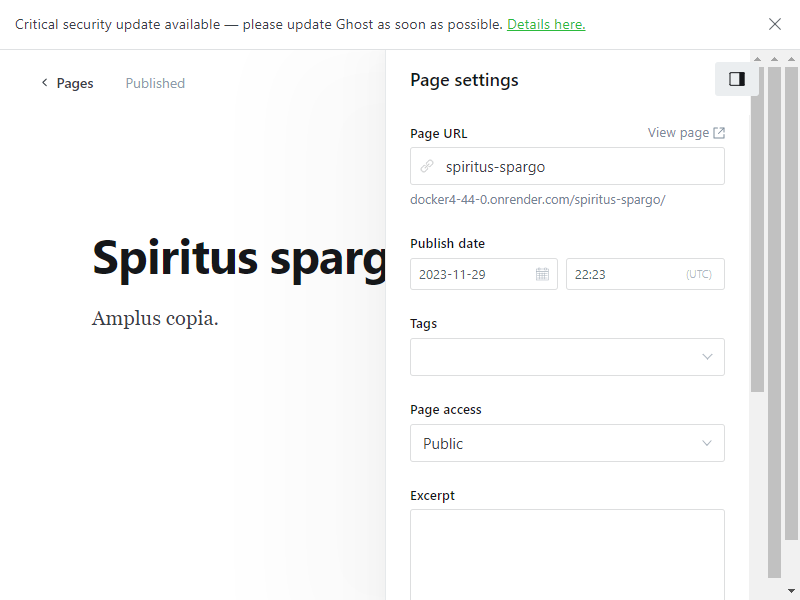 Critical security update available — please update Ghost as soon as possible. Details here.
Pages
Published
Spiritus sparg
Amplus copia.
Page settings
Page URL
View page
spiritus-spargo
docker4-44-0.onrender.com/spiritus-spargo/
Publish date
2023-11-29
22:23
(UTC)
Tags
Page access
Public
Excerpt